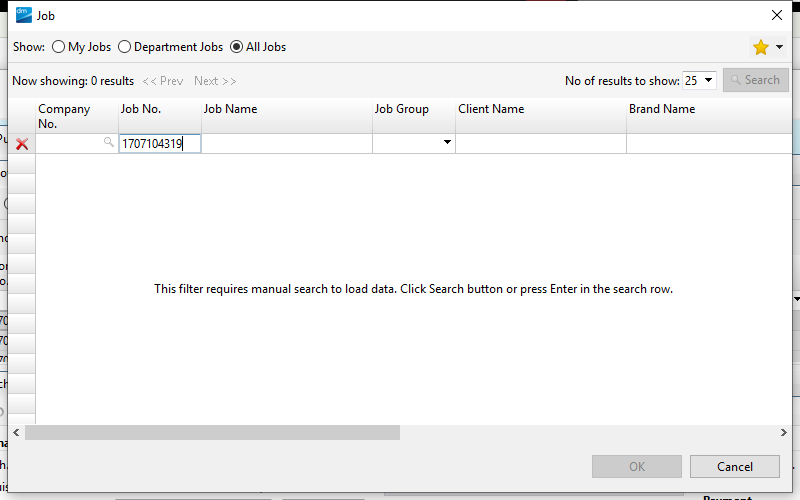 dm Job
Show: My Jobs Department Jobs All Jobs
Now showing: 0 results << Prev Next >> No of results to show: 25 Search
Company No. Job No. Job Name Job Group Client Name Brand Name
1707104319
This filter requires manual search to load data. Click Search button or press Enter in the search row.
OK Cancel